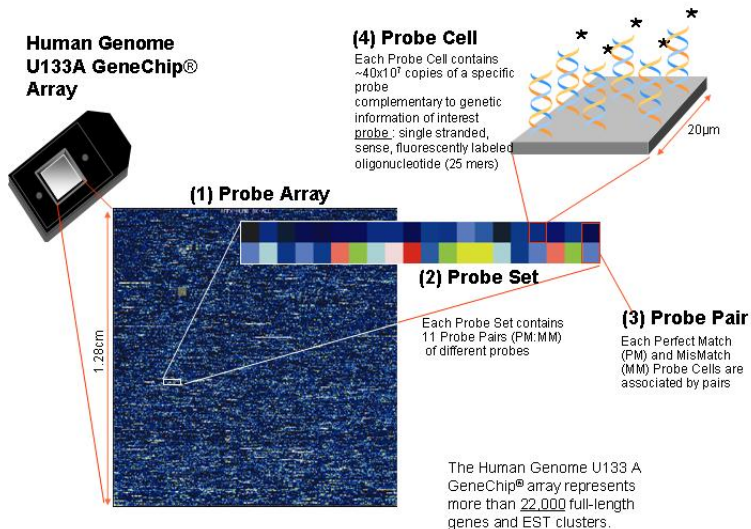 Human Genome
U133A GeneChip®
Array
(4) Probe Cell
Each Probe Cell contains
~40x10⁷ copies of a specific
probe
complementary to genetic
information of interest
probe : single stranded,
sense, fluorescently labeled
oligonucleotide (25 mers)
* * * * * *
20µm
(1) Probe Array
(2) Probe Set
Each Probe Set contains
11 Probe Pairs (PM:MM)
of different probes
(3) Probe Pair
Each Perfect Match
(PM) and MisMatch
(MM) Probe Cells are
associated by pairs
1.28cm
The Human Genome U133 A
GeneChip® array represents
more than 22,000 full-length
genes and EST clusters.